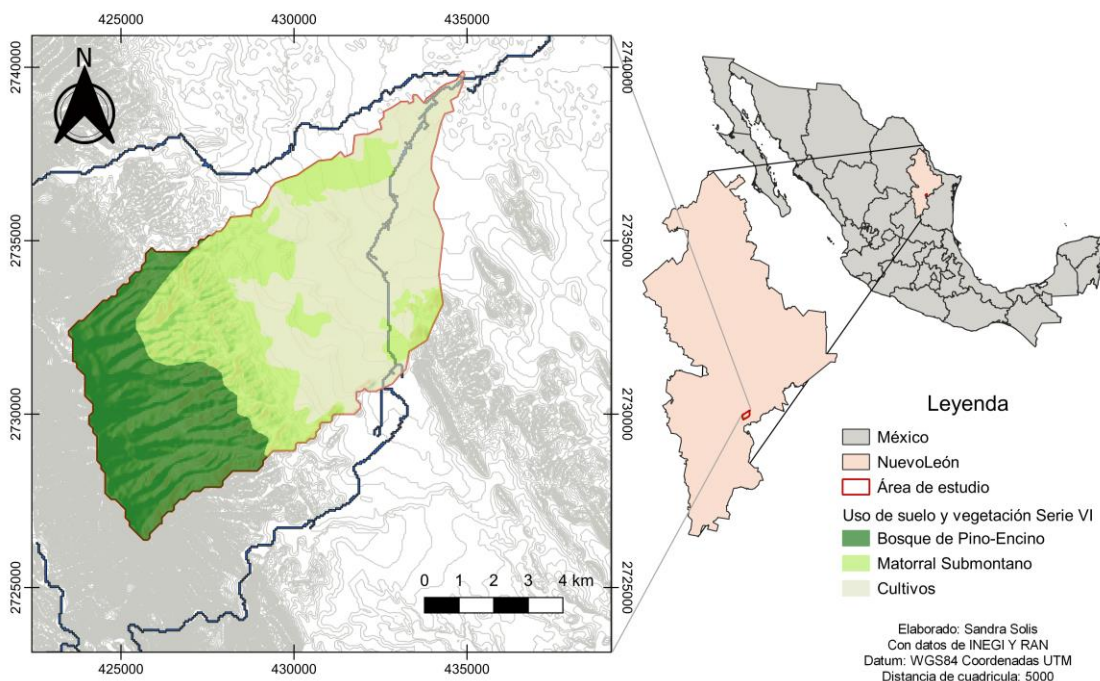 425000
430000
435000
2740000
2735000
2730000
2725000
N
2740000
2735000
2730000
2725000
0 1 2 3 4 km
425000
430000
435000
Leyenda
México
NuevoLeón
Área de estudio
Uso de suelo y vegetación Serie VI
Bosque de Pino-Encino
Matorral Submontano
Cultivos
Elaborado: Sandra Solis
Con datos de INEGI Y RAN
Datum: WGS84 Coordenadas UTM
Distancia de cuadricula: 5000